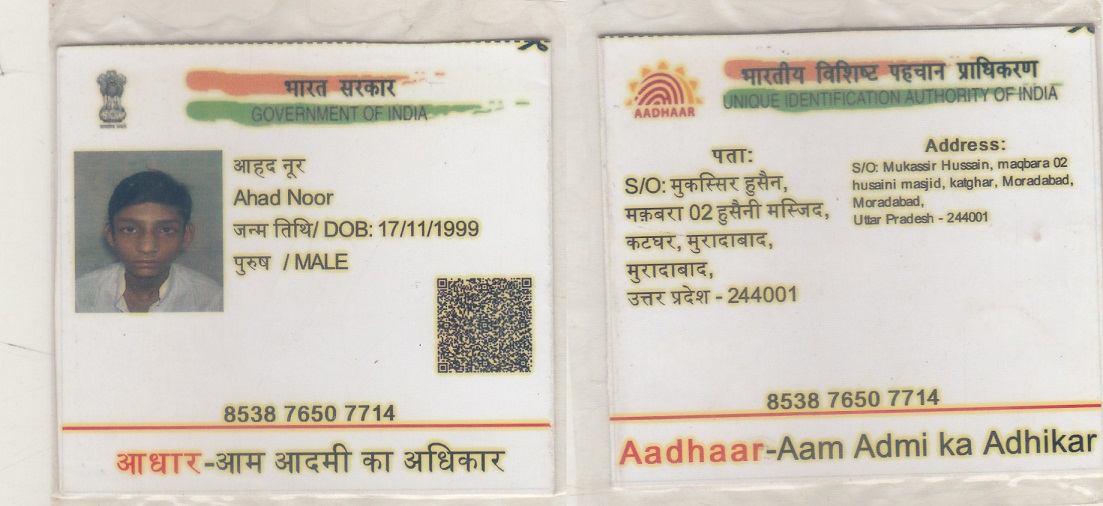 भारत सरकार
GOVERNMENT OF INDIA
आहद नूर
Ahad Noor
जन्म तिथि/ DOB: 17/11/1999
पुरुष / MALE
8538 7650 7714
आधार-आम आदमी का अधिकार
भारतीय विशिष्ट पहचान प्राधिकरण
UNIQUE IDENTIFICATION AUTHORITY OF INDIA
AADHAAR
पता:
S/O: मुकस्सिर हुसैन,
मक़बरा 02 हुसैनी मस्जिद,
कटघर, मुरादाबाद,
मुरादाबाद,
उत्तर प्रदेश - 244001
Address:
S/O: Mukassir Hussain, maqbara 02
husaini masjid, katghar, Moradabad,
Moradabad,
Uttar Pradesh - 244001
8538 7650 7714
Aadhaar-Aam Admi ka Adhikar